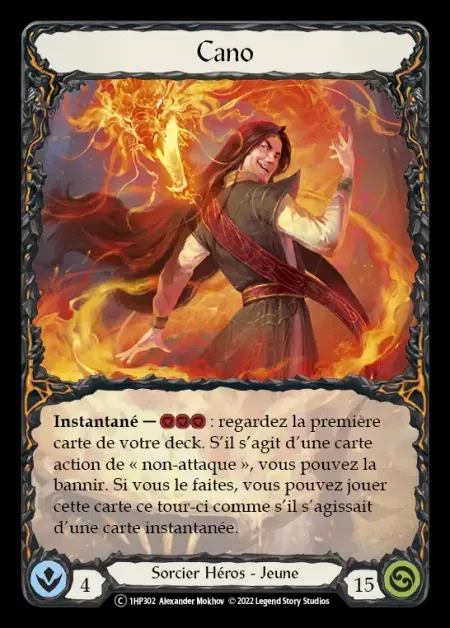 Cano
Instantané — : regardez la première
carte de votre deck. S'il s'agit d'une carte
action de « non-attaque », vous pouvez la
bannir. Si vous le faites, vous pouvez jouer
cette carte ce tour-ci comme s'il s'agissait
d'une carte instantanée.
4
Sorcier Héros - Jeune
15
C 1HP302 Alexander Mokhov © 2022 Legend Story Studios